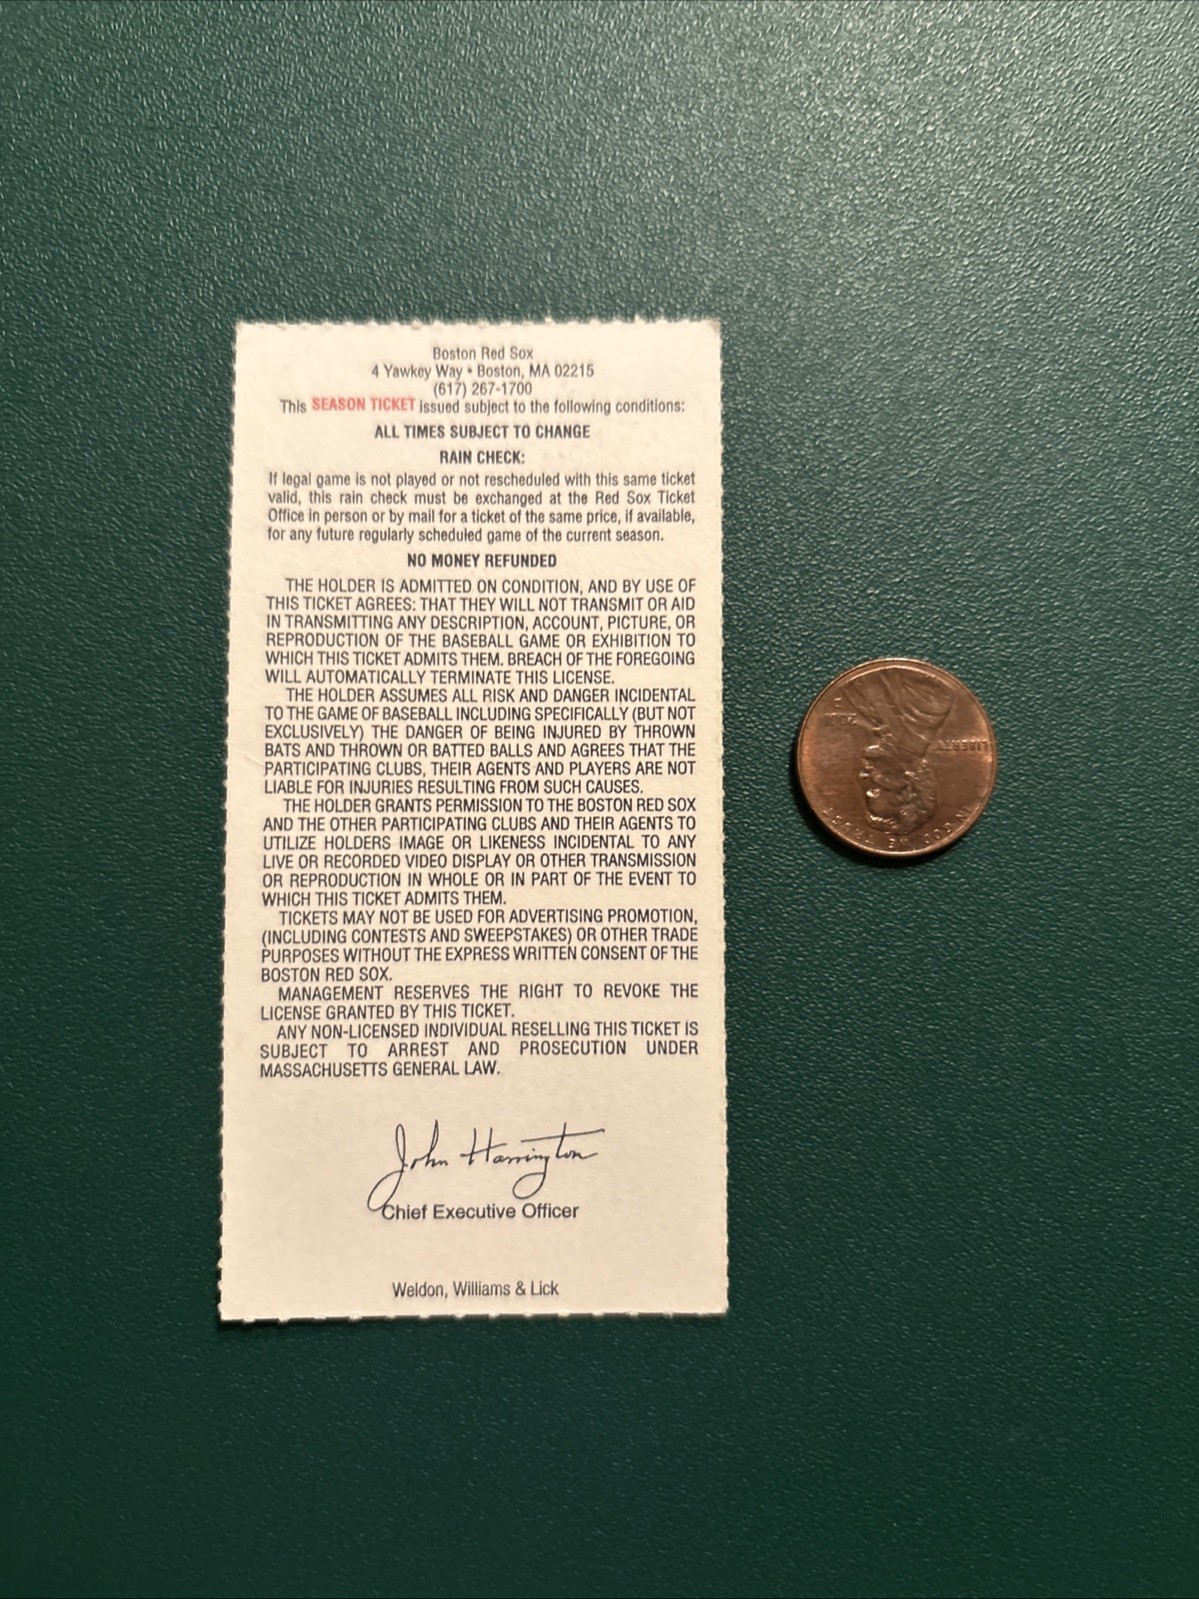 Boston Red Sox
4 Yawkey Way • Boston, MA 02215
(617) 267-1700
This SEASON TICKET issued subject to the following conditions:
ALL TIMES SUBJECT TO CHANGE
RAIN CHECK:
If legal game is not played or not rescheduled with this same ticket
valid, this rain check must be exchanged at the Red Sox Ticket
Office in person or by mail for a ticket of the same price, if available,
for any future regularly scheduled game of the current season.
NO MONEY REFUNDED
THE HOLDER IS ADMITTED ON CONDITION, AND BY USE OF
THIS TICKET AGREES: THAT THEY WILL NOT TRANSMIT OR AID
IN TRANSMITTING ANY DESCRIPTION, ACCOUNT, PICTURE, OR
REPRODUCTION OF THE BASEBALL GAME OR EXHIBITION TO
WHICH THIS TICKET ADMITS THEM. BREACH OF THE FOREGOING
WILL AUTOMATICALLY TERMINATE THIS LICENSE.
THE HOLDER ASSUMES ALL RISK AND DANGER INCIDENTAL
TO THE GAME OF BASEBALL INCLUDING SPECIFICALLY (BUT NOT
EXCLUSIVELY) THE DANGER OF BEING INJURED BY THROWN
BATS AND THROWN OR BATTED BALLS AND AGREES THAT THE
PARTICIPATING CLUBS, THEIR AGENTS AND PLAYERS ARE NOT
LIABLE FOR INJURIES RESULTING FROM SUCH CAUSES.
THE HOLDER GRANTS PERMISSION TO THE BOSTON RED SOX
AND THE OTHER PARTICIPATING CLUBS AND THEIR AGENTS TO
UTILIZE HOLDERS IMAGE OR LIKENESS INCIDENTAL TO ANY
LIVE OR RECORDED VIDEO DISPLAY OR OTHER TRANSMISSION
OR REPRODUCTION IN WHOLE OR IN PART OF THE EVENT TO
WHICH THIS TICKET ADMITS THEM.
TICKETS MAY NOT BE USED FOR ADVERTISING PROMOTION,
(INCLUDING CONTESTS AND SWEEPSTAKES) OR OTHER TRADE
PURPOSES WITHOUT THE EXPRESS WRITTEN CONSENT OF THE
BOSTON RED SOX.
MANAGEMENT RESERVES THE RIGHT TO REVOKE THE
LICENSE GRANTED BY THIS TICKET.
ANY NON-LICENSED INDIVIDUAL RESELLING THIS TICKET IS
SUBJECT TO ARREST AND PROSECUTION UNDER
MASSACHUSETTS GENERAL LAW.
John Harrington
Chief Executive Officer
Weldon, Williams & Lick
IN GOD WE TRUST
LIBERTY